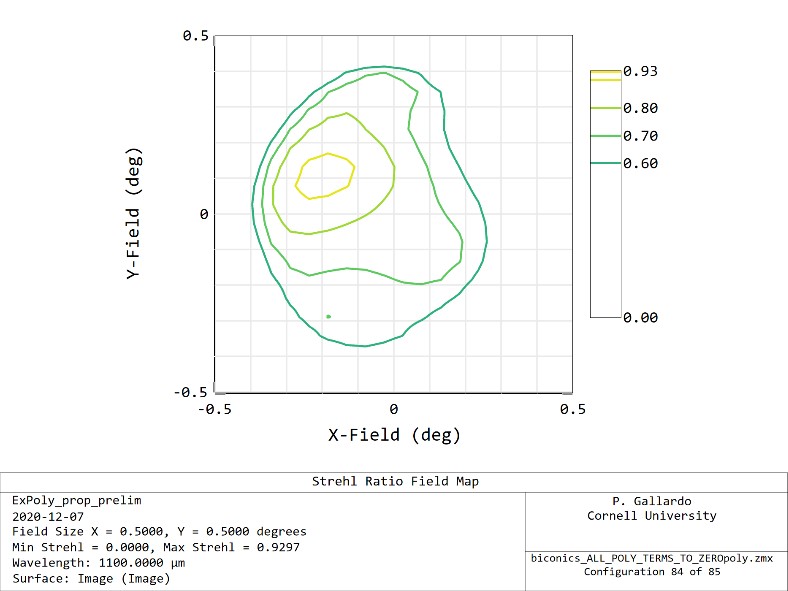 0.5
0
-0.5
Y-Field (deg)
-0.5 0 0.5
X-Field (deg)
0.93
0.80
0.70
0.60
0.00
Strehl Ratio Field Map
ExPoly_prop_prelim
2020-12-07
Field Size X = 0.5000, Y = 0.5000 degrees
Min Strehl = 0.0000, Max Strehl = 0.9297
Wavelength: 1100.0000 µm
Surface: Image (Image)
P. Gallardo
Cornell University
biconics_ALL_POLY_TERMS_TO_ZEROpoly.zmx
Configuration 84 of 85